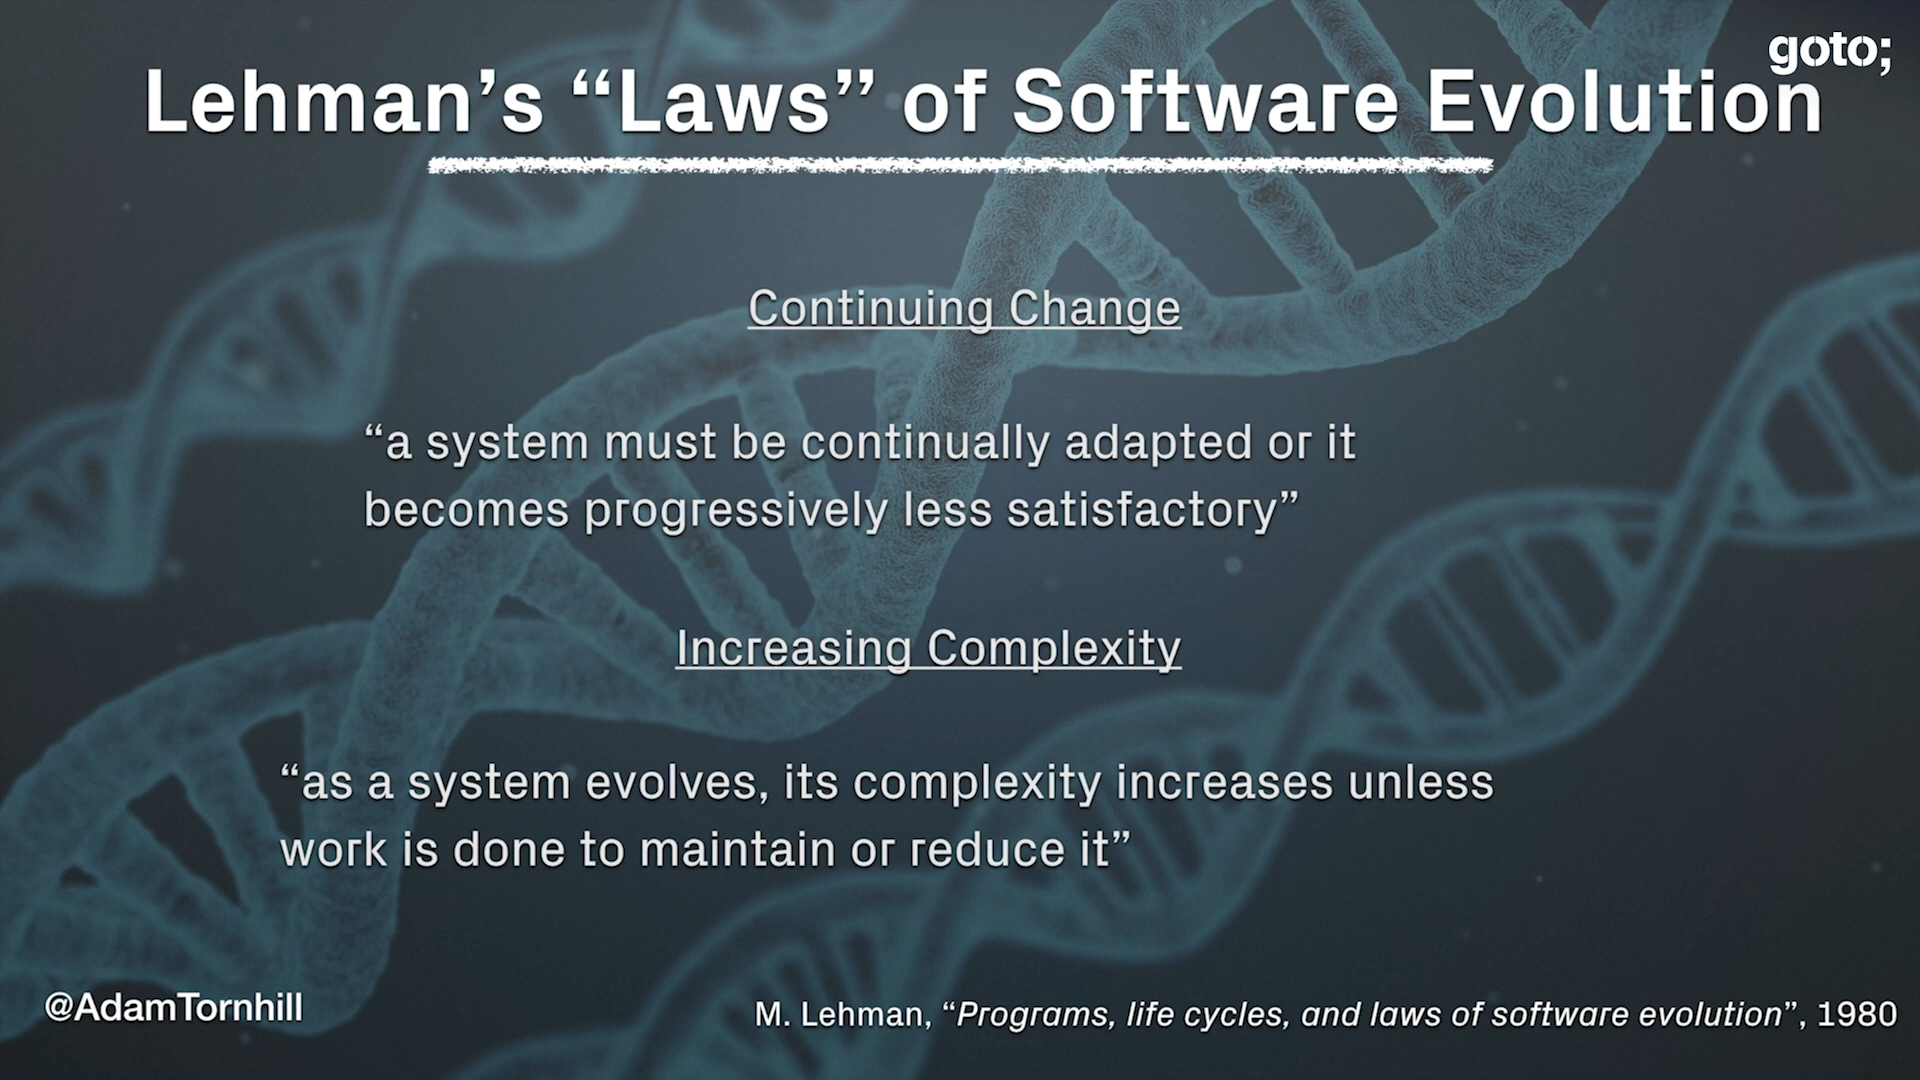 goto;
Lehman’s “Laws” of Software Evolution
Continuing Change
“a system must be continually adapted or it
becomes progressively less satisfactory”
Increasing Complexity
“as a system evolves, its complexity increases unless
work is done to maintain or reduce it”
@AdamTornhill
M. Lehman, “Programs, life cycles, and laws of software evolution”, 1980